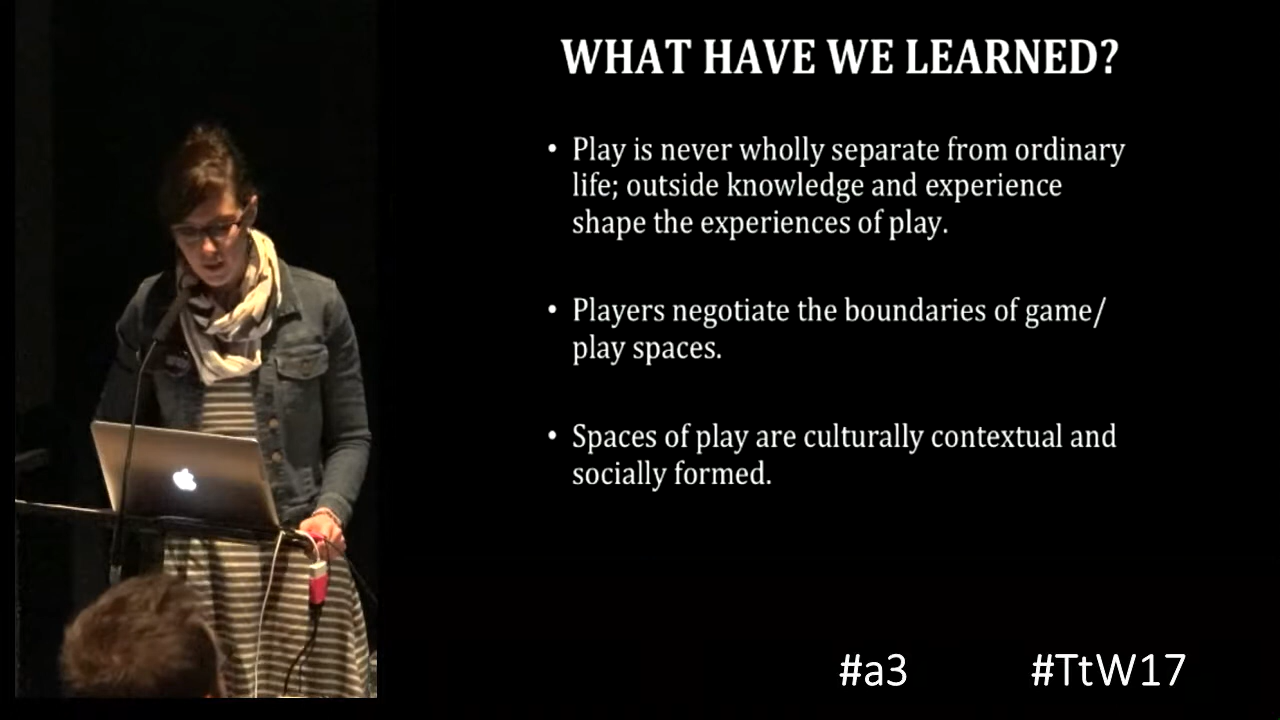 WHAT HAVE WE LEARNED?
• Play is never wholly separate from ordinary
life; outside knowledge and experience
shape the experiences of play.
• Players negotiate the boundaries of game/
play spaces.
• Spaces of play are culturally contextual and
socially formed.
#a3 #TtW17